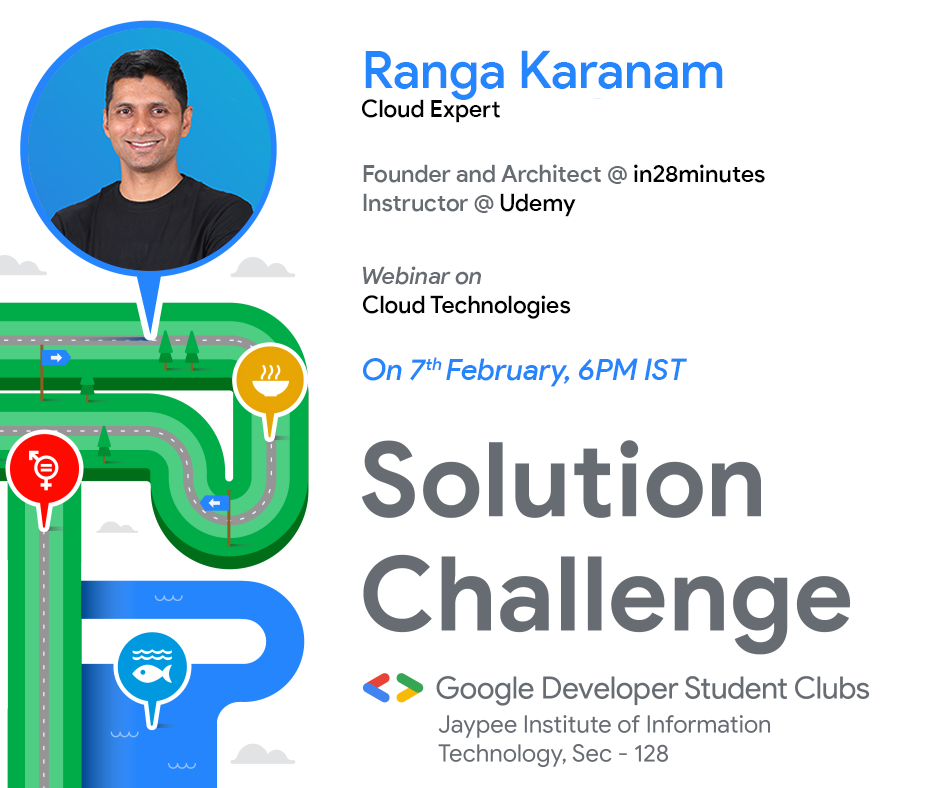 Ranga Karanam
Cloud Expert
Founder and Architect @ in28minutes
Instructor @ Udemy
Webinar on
Cloud Technologies
On 7th February, 6PM IST
Solution
Challenge
Google Developer Student Clubs
Jaypee Institute of Information
Technology, Sec - 128